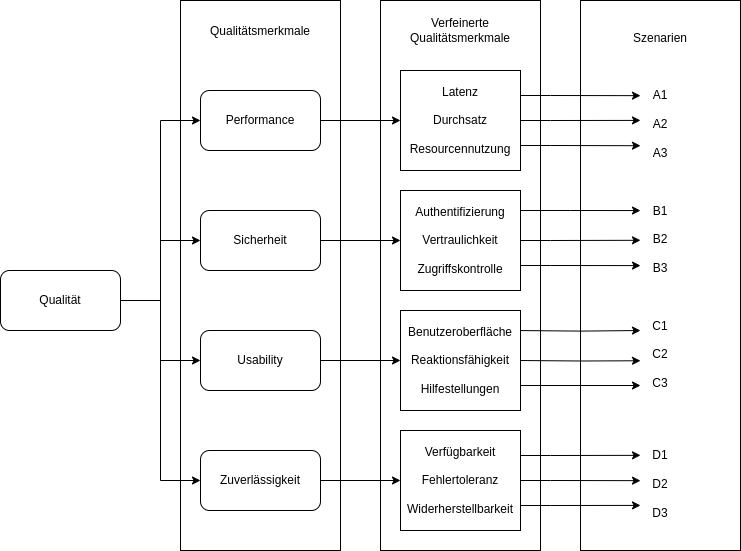 Qualitätsmerkmale
Verfeinerte
Qualitätsmerkmale
Szenarien
Qualität
Performance
Latenz
Durchsatz
Resourcennutzung
A1
A2
A3
Sicherheit
Authentifizierung
Vertraulichkeit
Zugriffskontrolle
B1
B2
B3
Usability
Benutzeroberfläche
Reaktionsfähigkeit
Hilfestellungen
C1
C2
C3
Zuverlässigkeit
Verfügbarkeit
Fehlertoleranz
Widerherstellbarkeit
D1
D2
D3